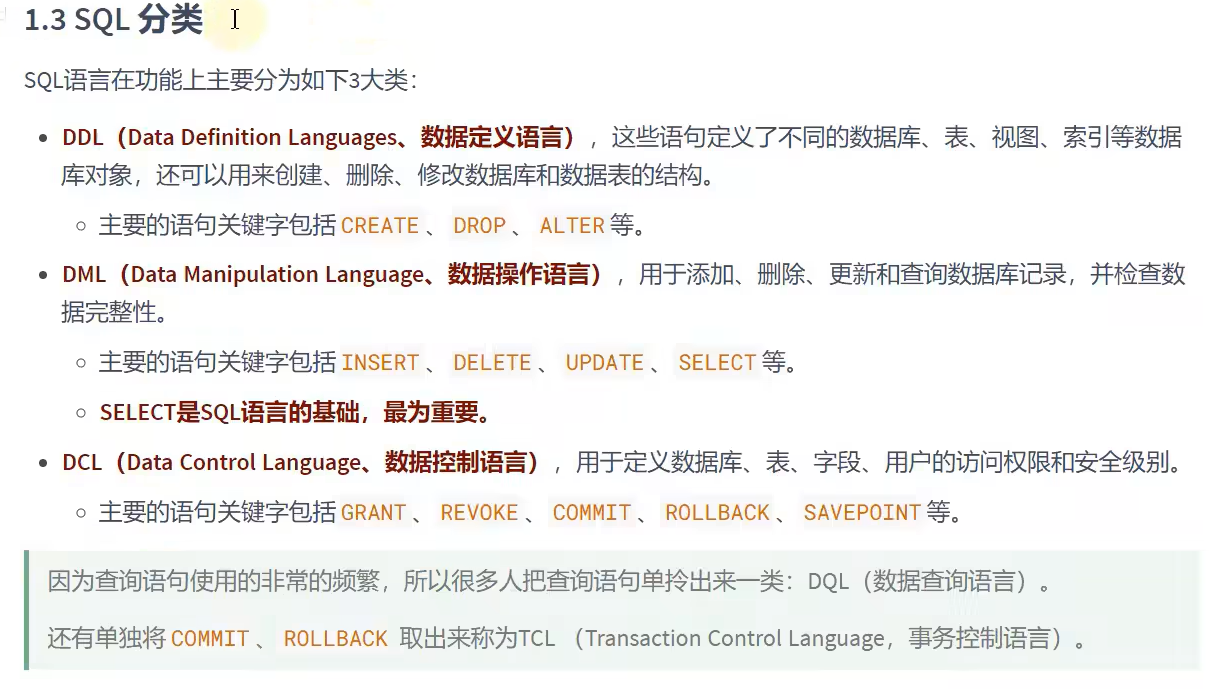 1.3 SQL 分类
SQL语言在功能上主要分为如下3大类：
• DDL（Data Definition Languages、数据定义语言），这些语句定义了不同的数据库、表、视图、索引等数据
库对象，还可以用来创建、删除、修改数据库和数据表的结构。
◦ 主要的语句关键字包括 CREATE 、 DROP 、 ALTER 等。
• DML（Data Manipulation Language、数据操作语言），用于添加、删除、更新和查询数据库记录，并检查数
据完整性。
◦ 主要的语句关键字包括 INSERT 、 DELETE 、 UPDATE 、 SELECT 等。
◦ SELECT是SQL语言的基础，最为重要。
• DCL（Data Control Language、数据控制语言），用于定义数据库、表、字段、用户的访问权限和安全级别。
◦ 主要的语句关键字包括 GRANT 、 REVOKE 、 COMMIT 、 ROLLBACK 、 SAVEPOINT 等。
因为查询语句使用的非常的频繁，所以很多人把查询语句单拎出来一类：DQL（数据查询语言）。
还有单独将 COMMIT 、 ROLLBACK 取出来称为TCL （Transaction Control Language，事务控制语言）。